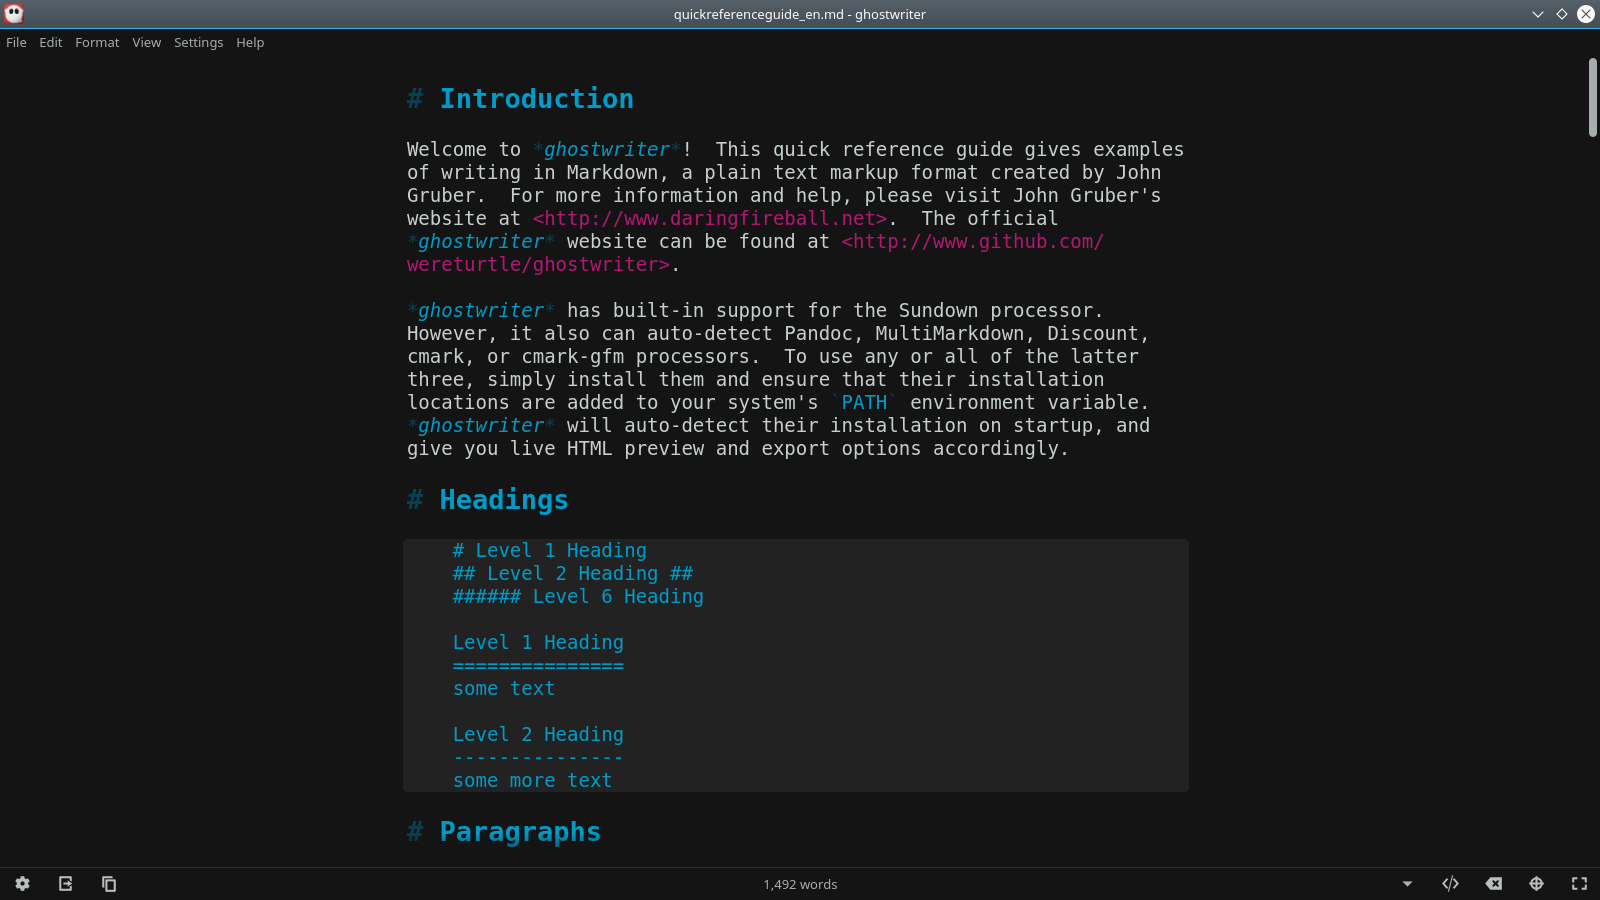 quickreferenceguide_en.md - ghostwriter
File Edit Format View Settings Help
# Introduction
Welcome to *ghostwriter*!  This quick reference guide gives examples
of writing in Markdown, a plain text markup format created by John
Gruber.  For more information and help, please visit John Gruber's
website at <http://www.daringfireball.net>.  The official
*ghostwriter* website can be found at <http://www.github.com/
wereturtle/ghostwriter>.
*ghostwriter* has built-in support for the Sundown processor.
However, it also can auto-detect Pandoc, MultiMarkdown, Discount,
cmark, or cmark-gfm processors.  To use any or all of the latter
three, simply install them and ensure that their installation
locations are added to your system's `PATH` environment variable.
*ghostwriter* will auto-detect their installation on startup, and
give you live HTML preview and export options accordingly.
# Headings
# Level 1 Heading
## Level 2 Heading ##
###### Level 6 Heading
Level 1 Heading
===============
some text
Level 2 Heading
---------------
some more text
# Paragraphs
1,492 words